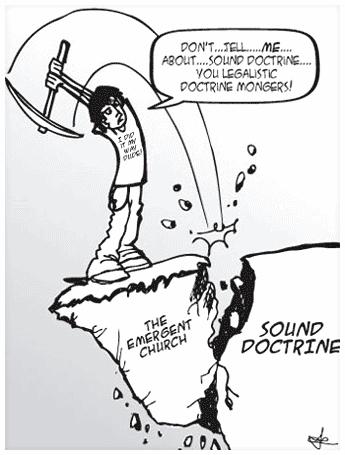 DON'T...JELL.....ME....
ABOUT....SOUND DOCTRINE....
YOU LEGALISTIC
DOCTRINE MONGERS!
I DID
IT MY
WAY
DUDE!
THE
EMERGENT
CHURCH
SOUND
DOCTRINE